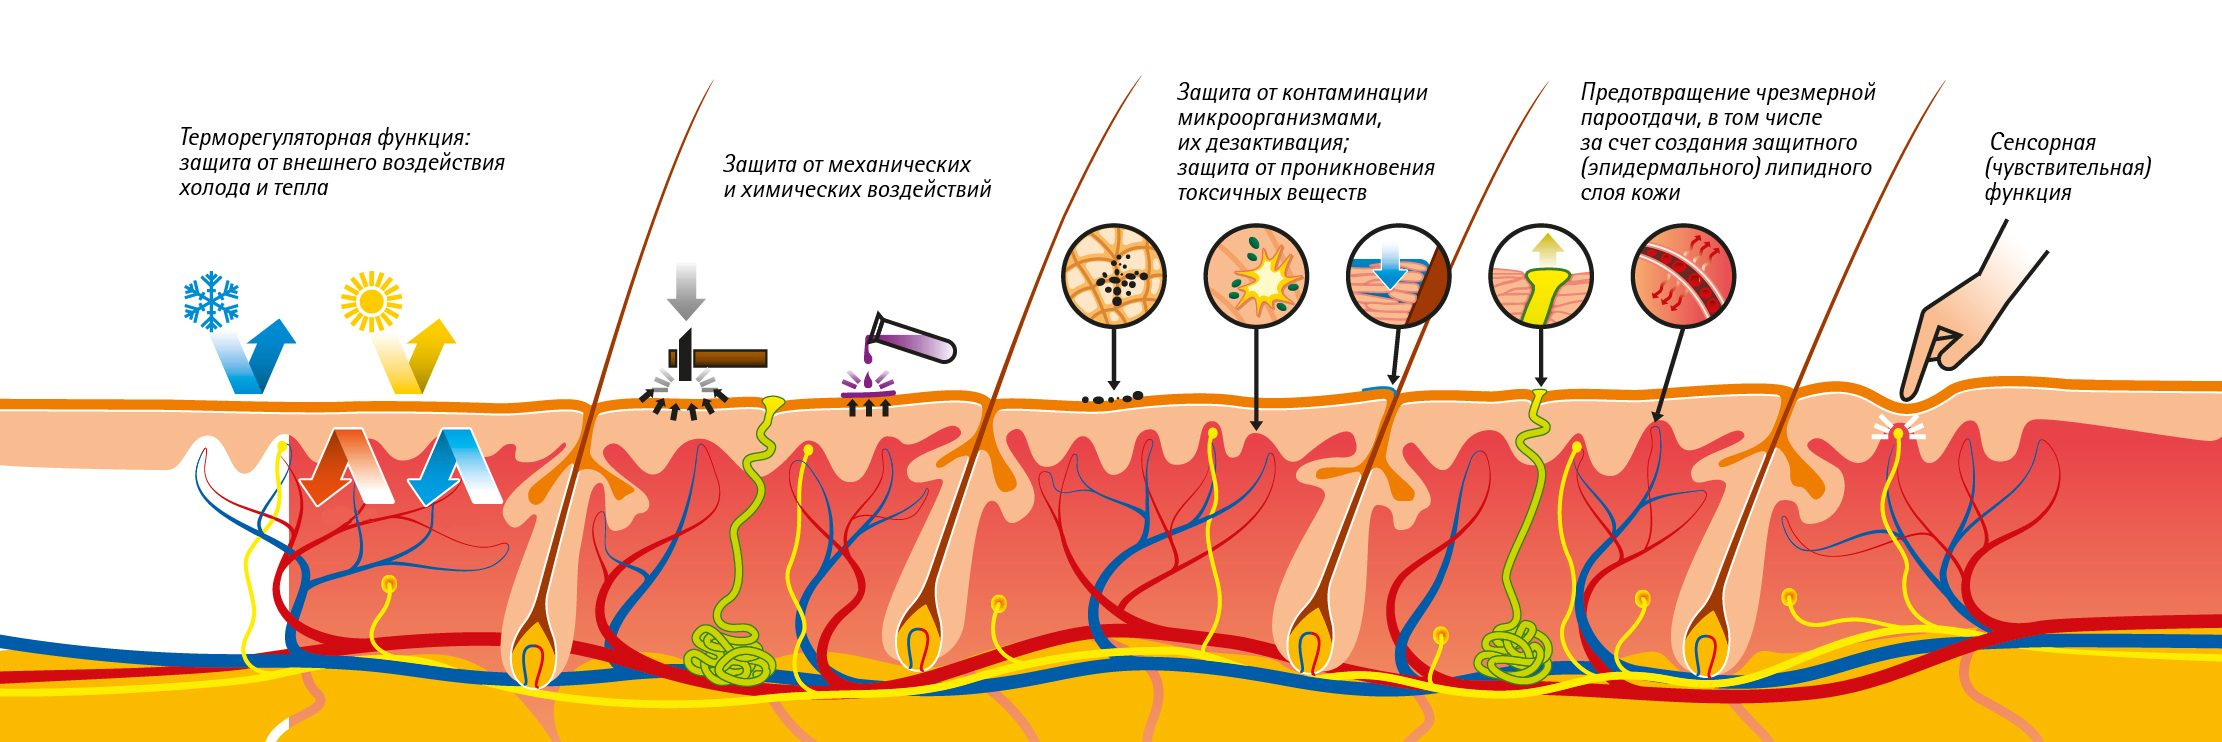 Терморегуляторная функция:
защита от внешнего воздействия
холода и тепла
Защита от механических
и химических воздействий
Защита от контаминации
микроорганизмами,
их дезактивация;
защита от проникновения
токсичных веществ
Предотвращение чрезмерной
пароотдачи, в том числе
за счет создания защитного
(эпидермального) липидного
слоя кожи
Сенсорная
(чувствительная)
функция